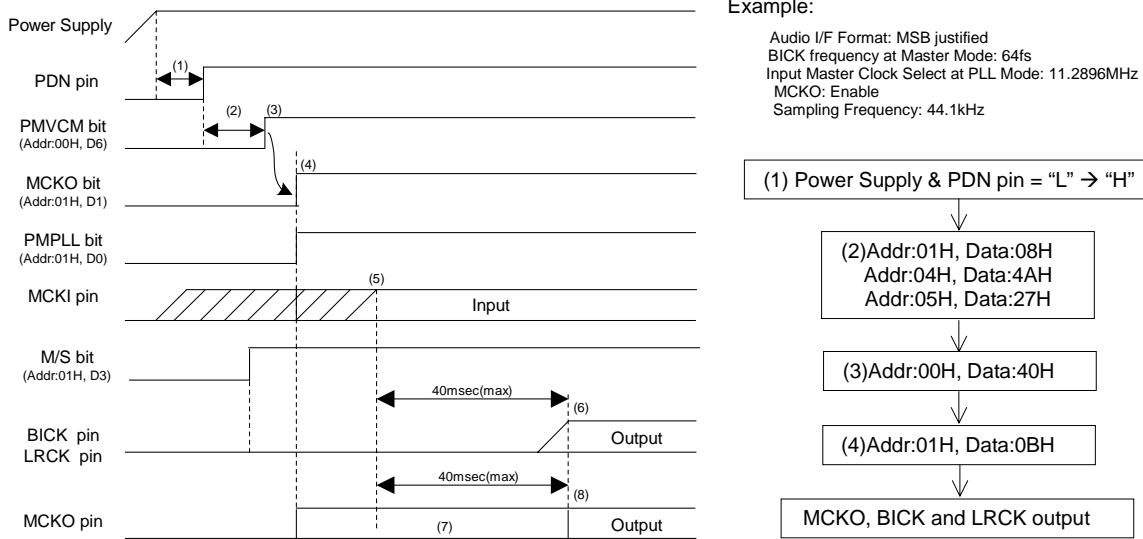 Power Supply
(1)
PDN pin
(2)
(3)
PMVCM bit
(Addr:00H, D6)
(4)
MCKO bit
(Addr:01H, D1)
PMPLL bit
(Addr:01H, D0)
(5)
MCKI pin
Input
M/S bit
(Addr:01H, D3)
40msec(max)
(6)
BICK pin
LRCK pin
Output
40msec(max)
(8)
MCKO pin
(7)
Output
Example:
Audio I/F Format: MSB justified
BICK frequency at Master Mode: 64fs
Input Master Clock Select at PLL Mode: 11.2896MHz
MCKO: Enable
Sampling Frequency: 44.1kHz
(1) Power Supply & PDN pin = “L” → “H”
(2)Addr:01H, Data:08H
Addr:04H, Data:4AH
Addr:05H, Data:27H
(3)Addr:00H, Data:40H
(4)Addr:01H, Data:0BH
MCKO, BICK and LRCK output